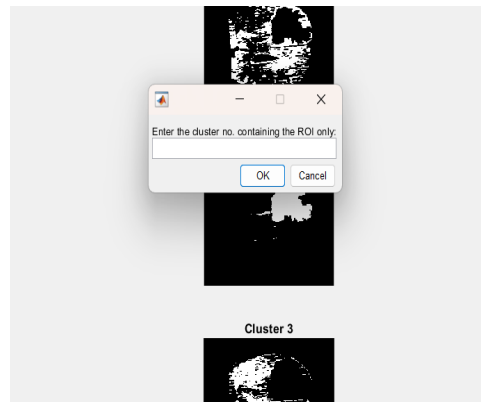 Enter the cluster no. containing the ROI only:
OK
Cancel
Cluster 3